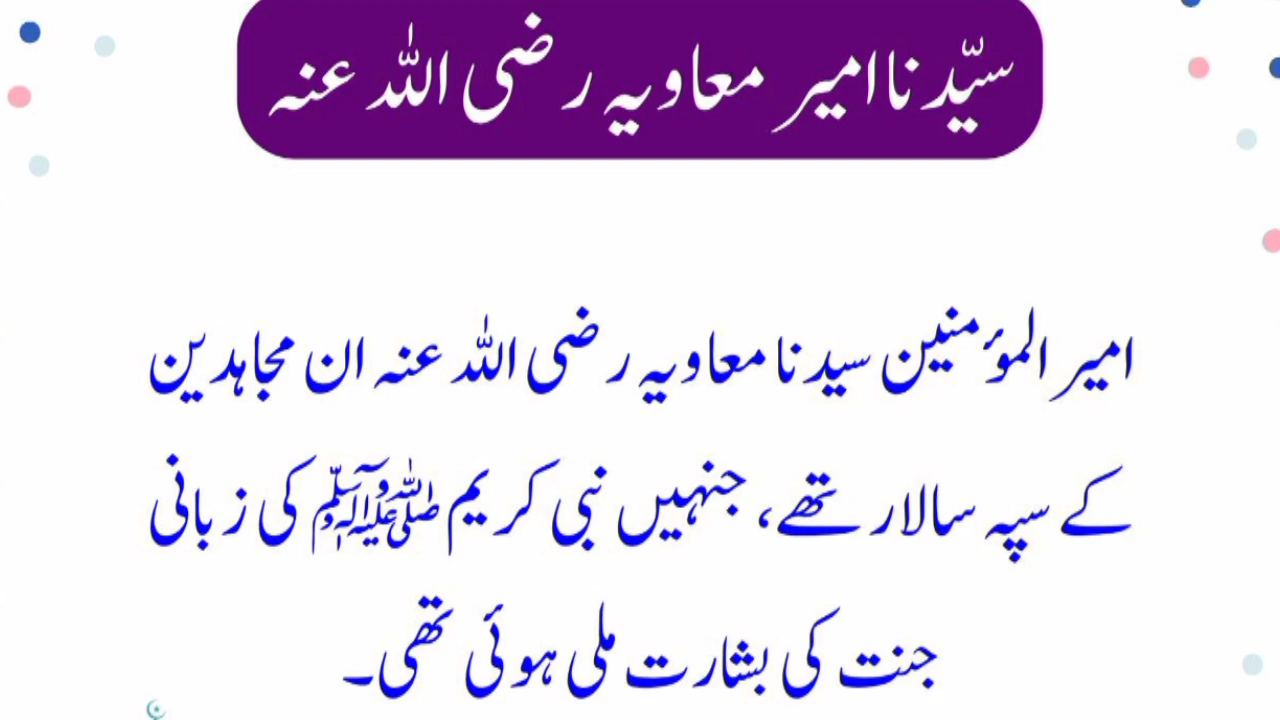 سیّدنا امیر معاویہ رضی اللہ عنہ
امیر المؤمنین سیدنا معاویہ رضی اللہ عنہ ان مجاہدین
کے سپہ سالار تھے، جنہیں نبی کریم ﷺ کی زبانی
جنت کی بشارت ملی ہوئی تھی۔